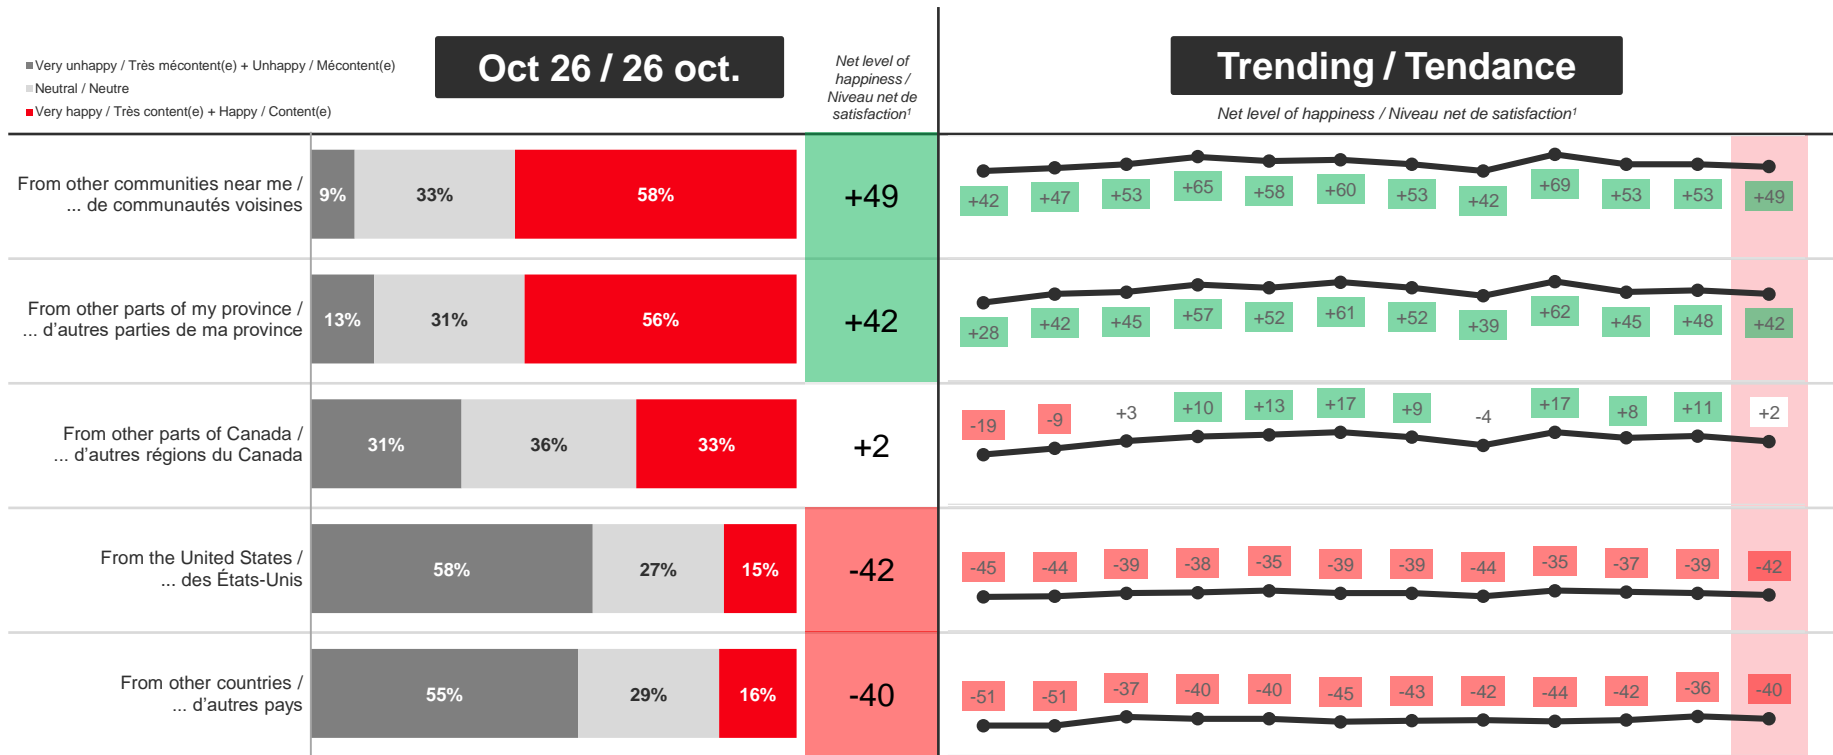 Very unhappy / Très mécontent(e) + Unhappy / Mécontent(e)
Neutral / Neutre
Very happy / Très content(e) + Happy / Content(e)
Oct 26 / 26 oct.
Net level of
happiness /
Niveau net de
satisfaction¹
Trending / Tendance
Net level of happiness / Niveau net de satisfaction¹
From other communities near me /
... de communautés voisines
9% 33% 58%
+49
+42 +47 +53 +65 +58 +60 +53 +42 +69 +53 +53 +49
From other parts of my province /
... d'autres parties de ma province
13% 31% 56%
+42
+28 +42 +45 +57 +52 +61 +52 +39 +62 +45 +48 +42
From other parts of Canada /
... d'autres régions du Canada
31% 36% 33%
+2
-19 -9 +3 +10 +13 +17 +9 -4 +17 +8 +11 +2
From the United States /
... des États-Unis
58% 27% 15%
-42
-45 -44 -39 -38 -35 -39 -39 -44 -35 -37 -39 -42
From other countries /
... d'autres pays
55% 29% 16%
-40
-51 -51 -37 -40 -40 -45 -43 -42 -44 -42 -36 -40